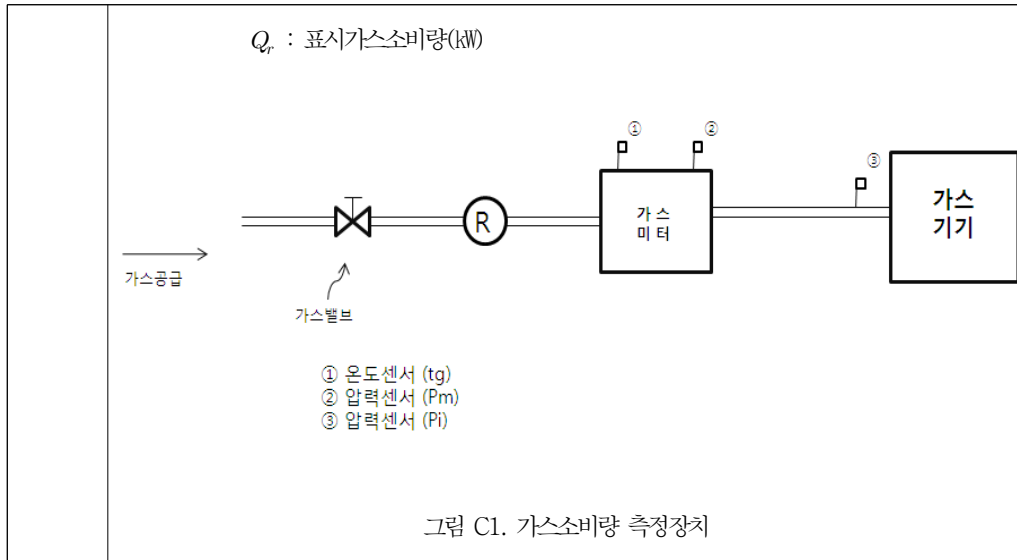 Qr : 표시가스소비량(kW)
① ②
③
가 스
미 터
가스
기기
R
가스공급
가스밸브
① 온도센서 (tg)
② 압력센서 (Pm)
③ 압력센서 (Pi)
그림 C1. 가스소비량 측정장치